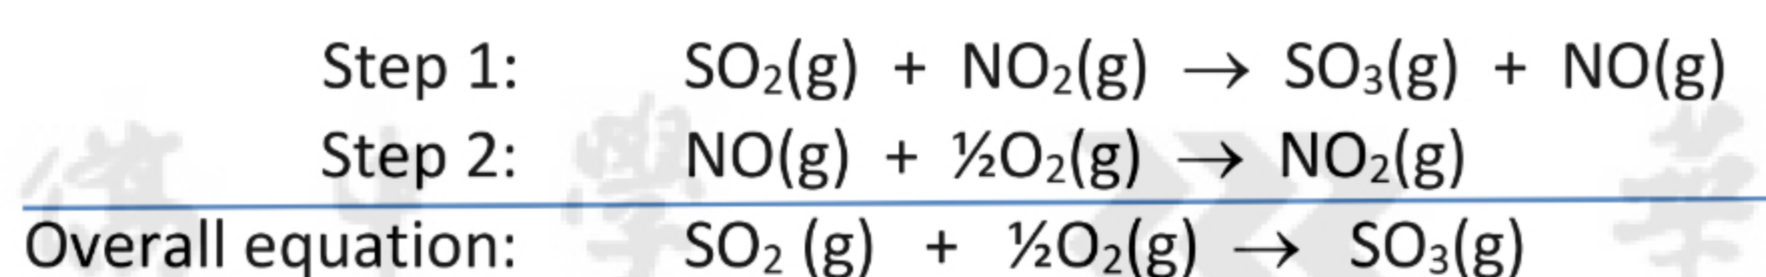 Step 1: SO₂(g) + NO₂(g) → SO₃(g) + NO(g)
Step 2: NO(g) + ½O₂(g) → NO₂(g)
Overall equation: SO₂ (g) + ½O₂(g) → SO₃(g)